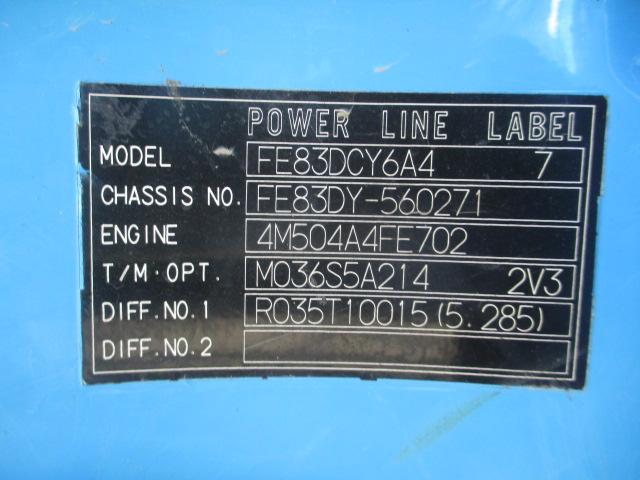 POWER LINE LABEL
MODEL FE83DCY6A4 7
CHASSIS NO. FE83DY-560271
ENGINE 4M504A4FE702
T/M·OPT. M036S5A214 2V3
DIFF.NO.1 R035T10015(5.285)
DIFF.NO.2